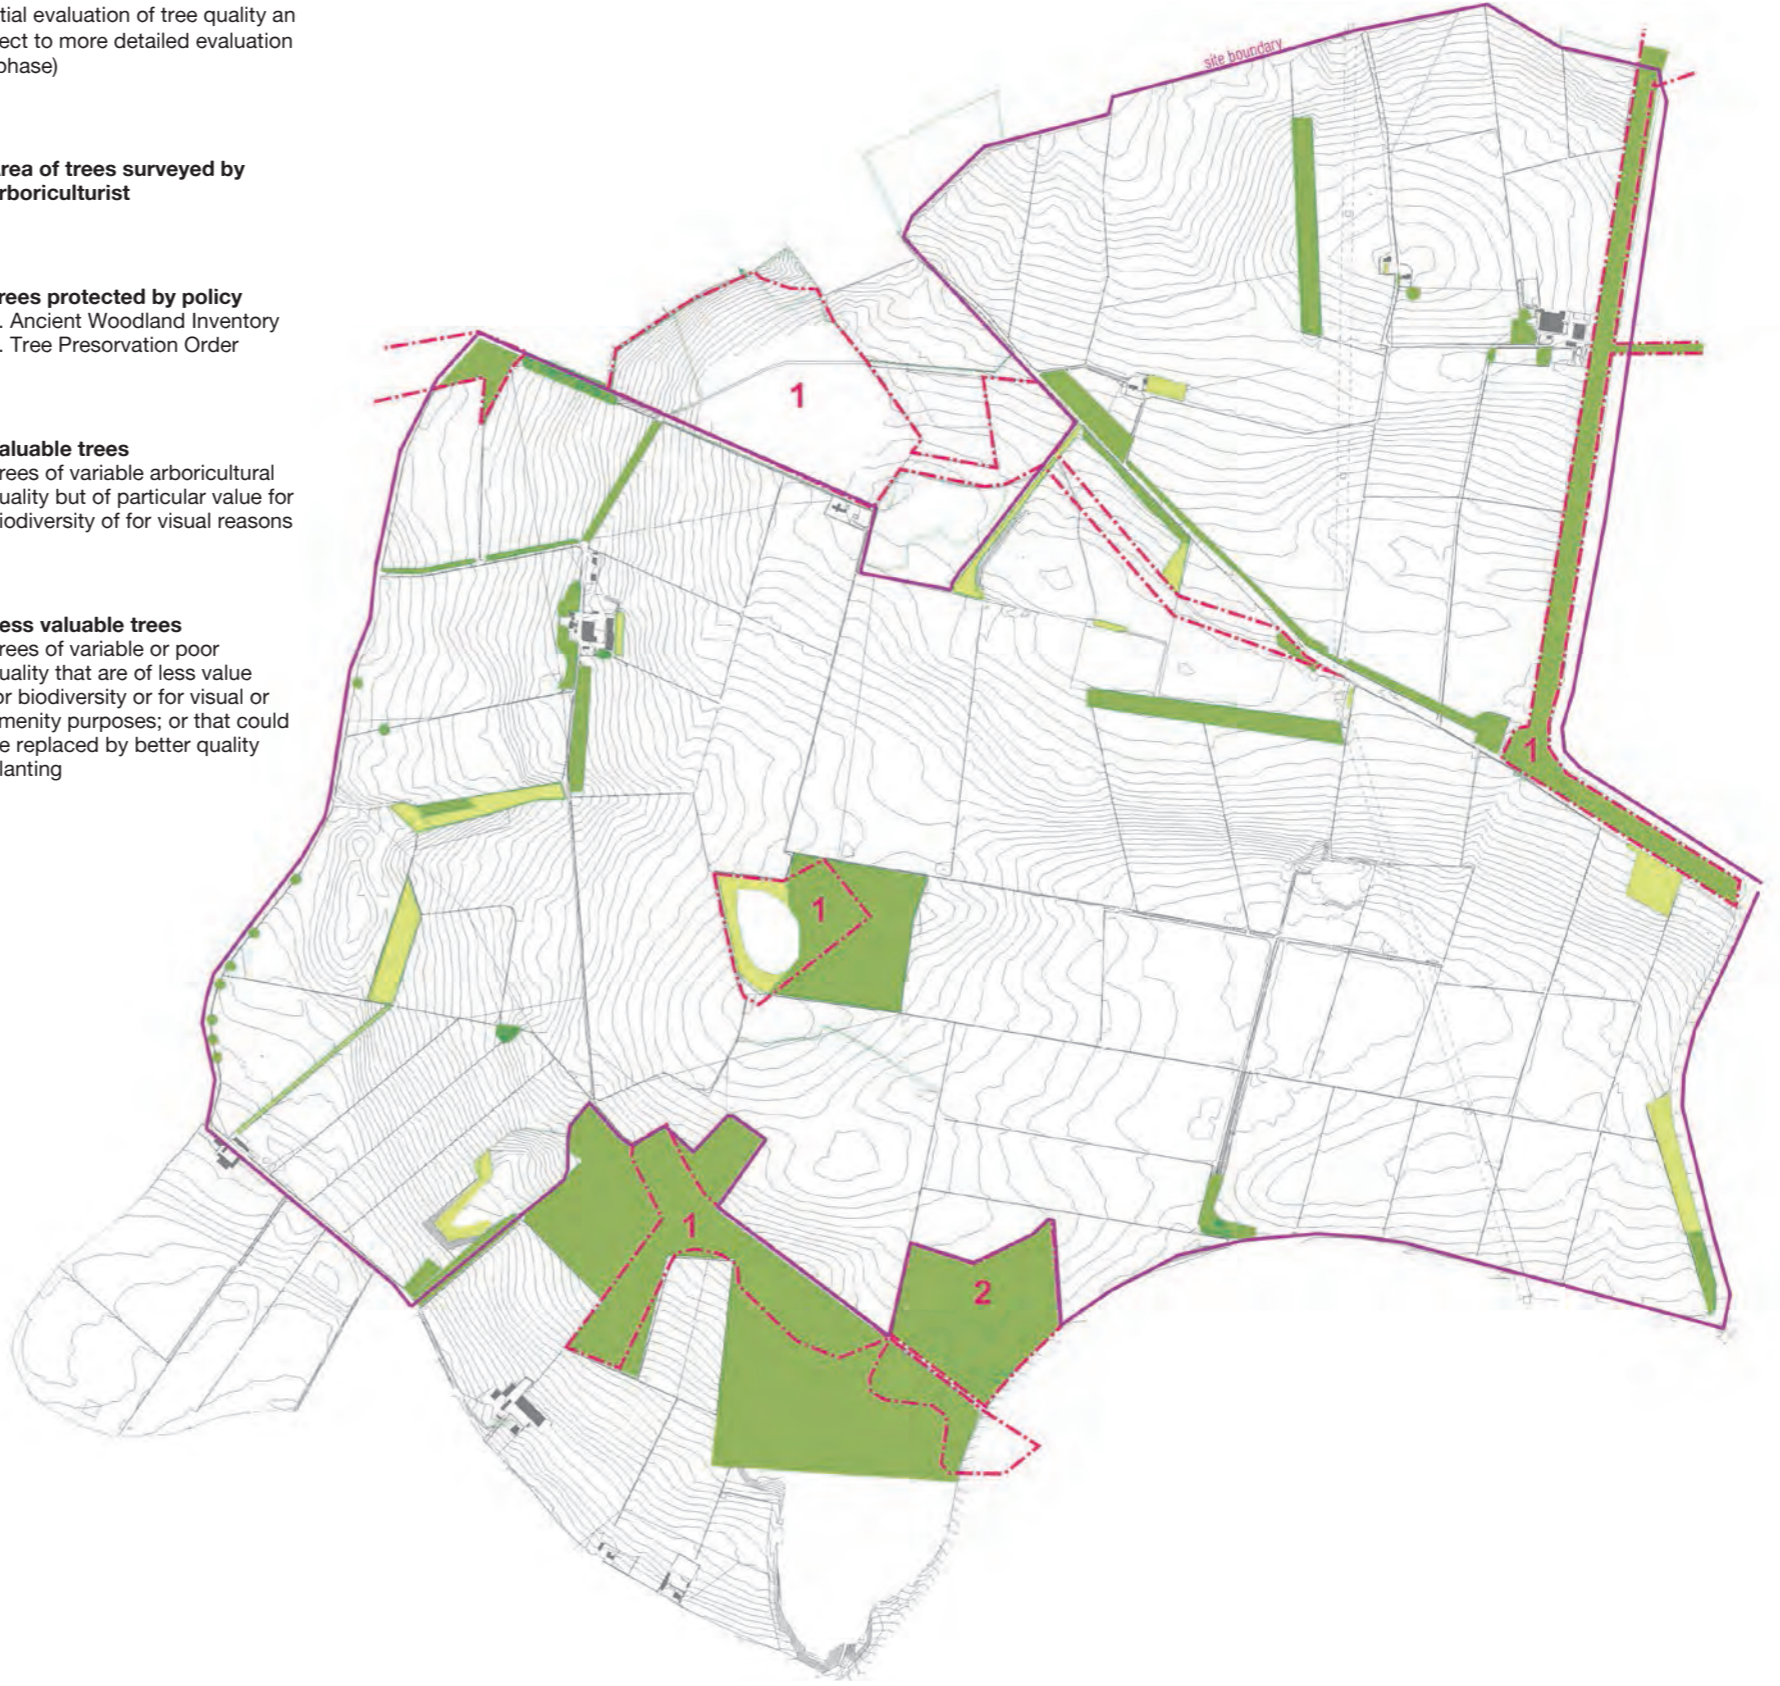 tial evaluation of tree quality an
ect to more detailed evaluation
phase)
rea of trees surveyed by
rboriculturist
rees protected by policy
. Ancient Woodland Inventory
. Tree Presorvation Order
aluable trees
rees of variable arboricultural
uality but of particular value for
iodiversity of for visual reasons
ess valuable trees
rees of variable or poor
uality that are of less value
or biodiversity or for visual or
menity purposes; or that could
e replaced by better quality
lanting
site boundary
1
1
1
1
2